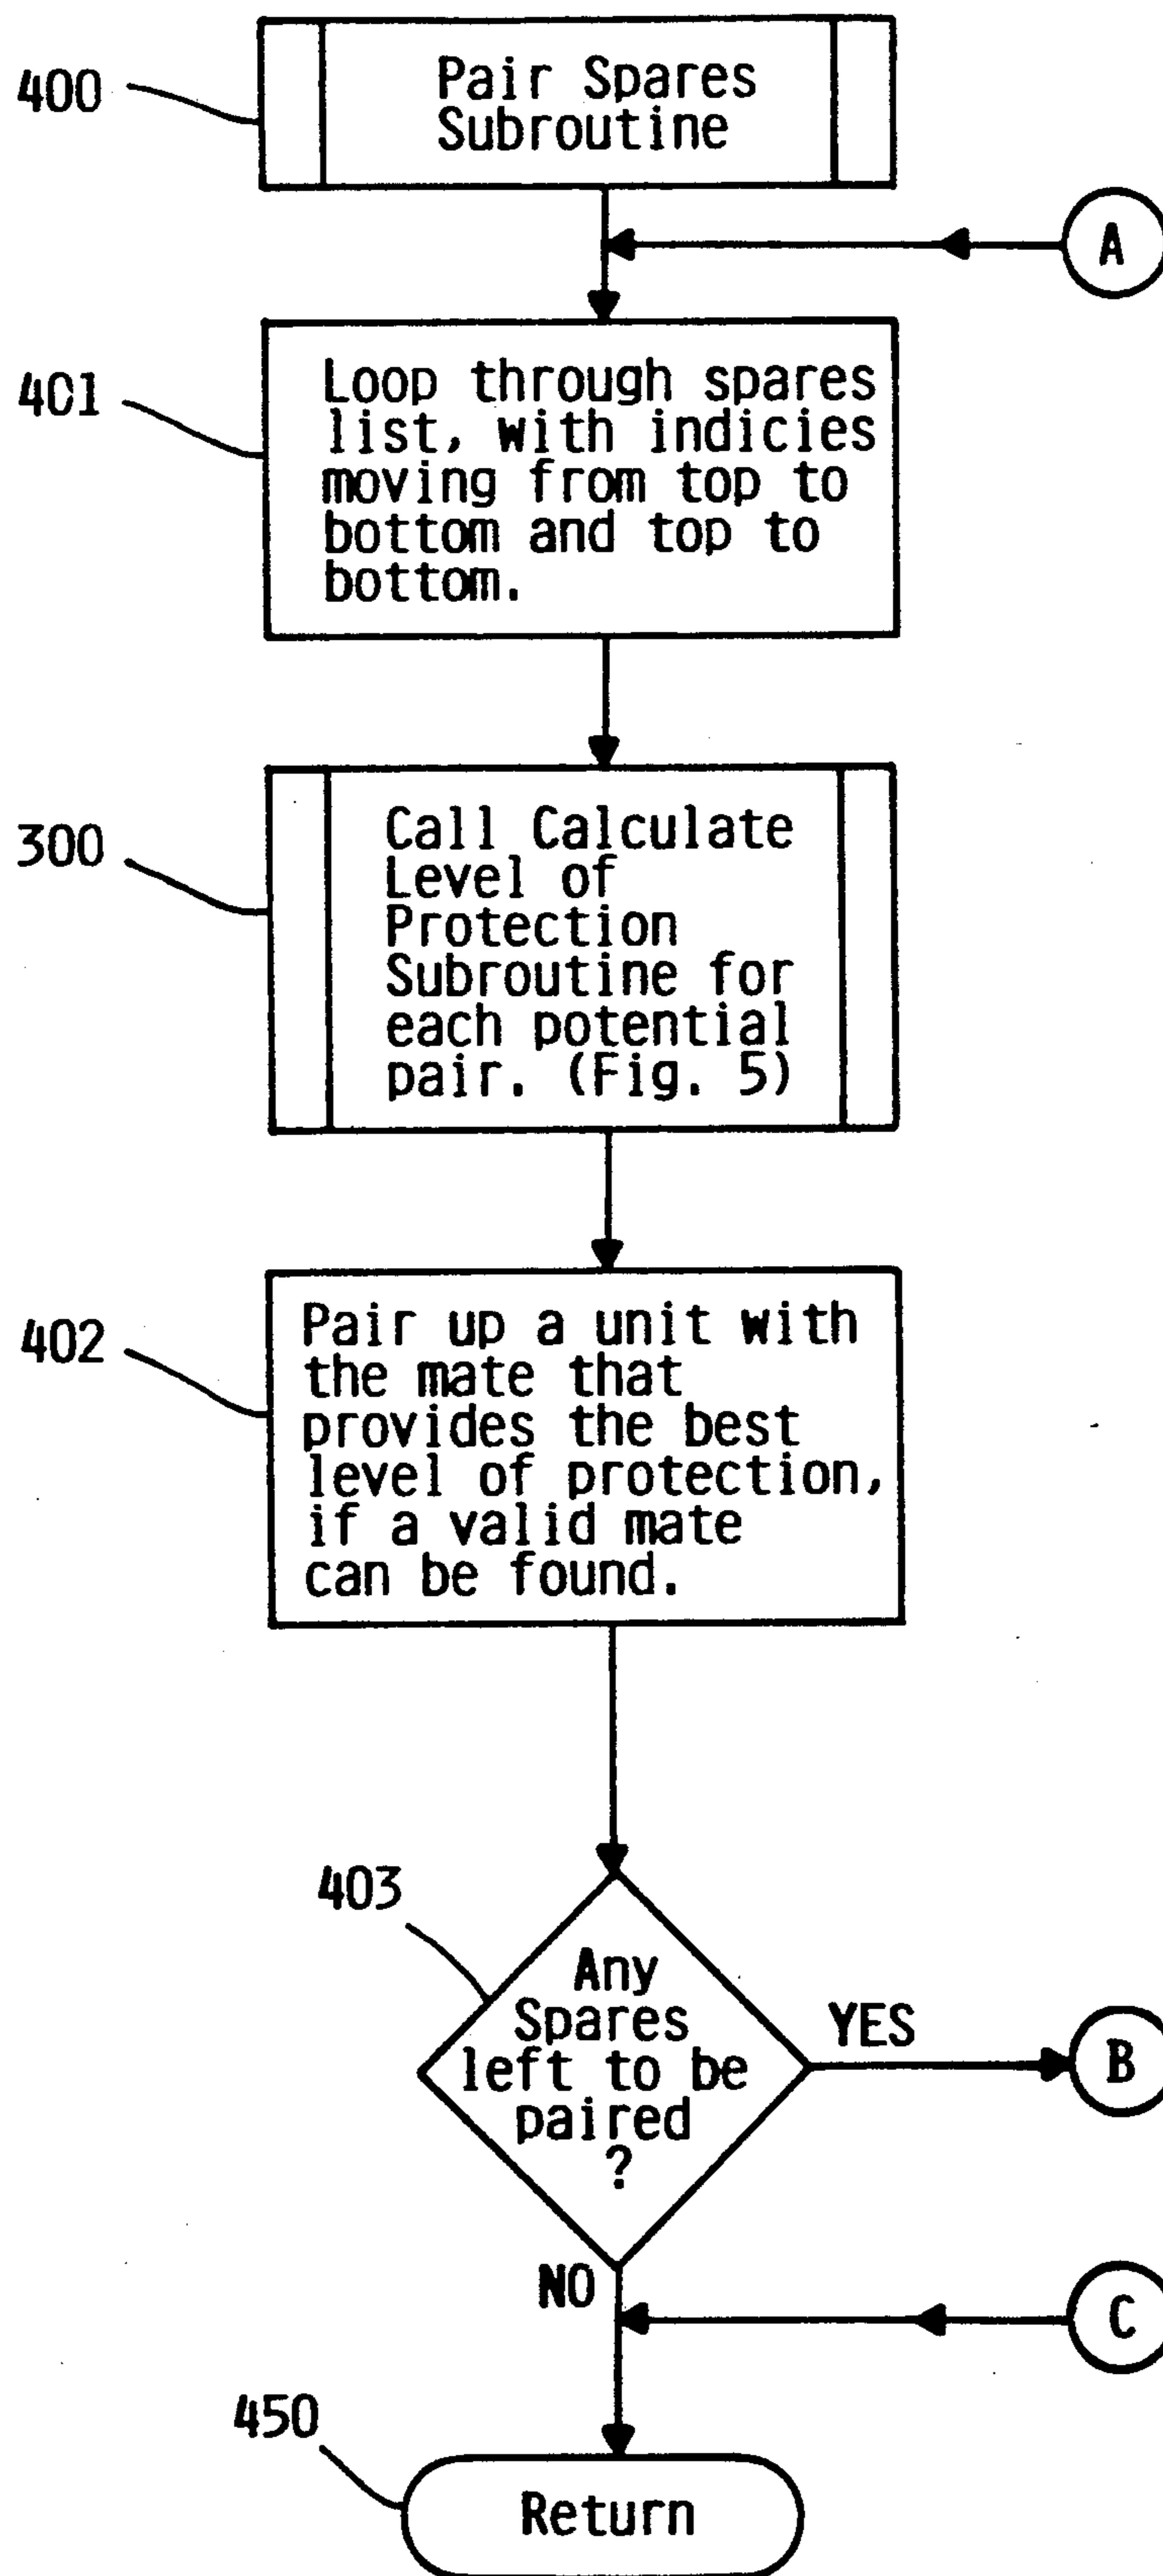 400
Pair Spares
Subroutine
A
401
Loop through spares
list, with indicies
moving from top to
bottom and top to
bottom.
300
Call Calculate
Level of
Protection
Subroutine for
each potential
pair. (Fig. 5)
402
Pair up a unit with
the mate that
provides the best
level of protection,
if a valid mate
can be found.
403
Any
Spares
left to be
paired
?
YES
B
NO
C
450
Return